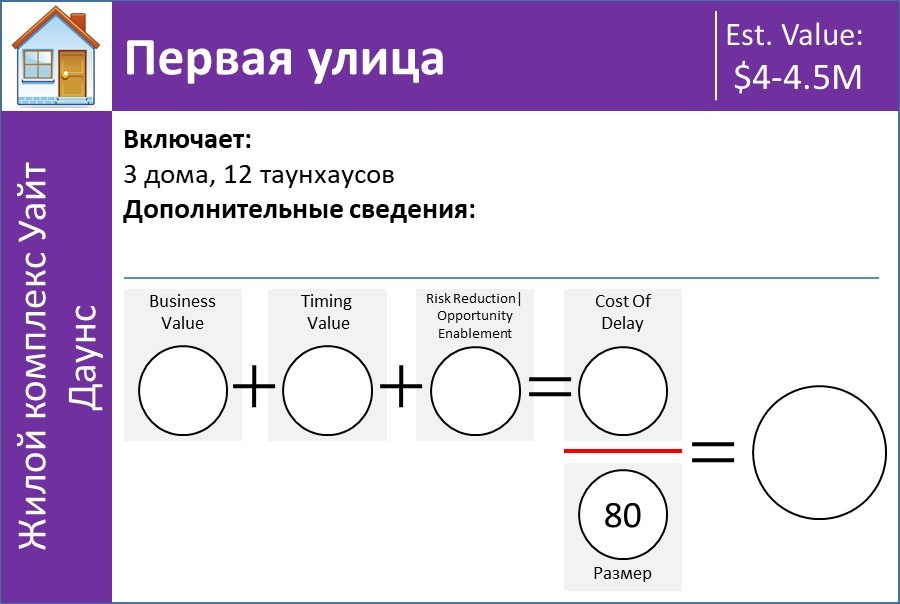 Первая улица
Est. Value:
$4-4.5M
Жилой комплекс Уайт
Даунс
Включает:
3 дома, 12 таунхаусов
Дополнительные сведения:
Business
Value
Timing
Value
Risk Reduction|
Opportunity
Enablement
Cost Of
Delay
+
+
=
=
80
Размер